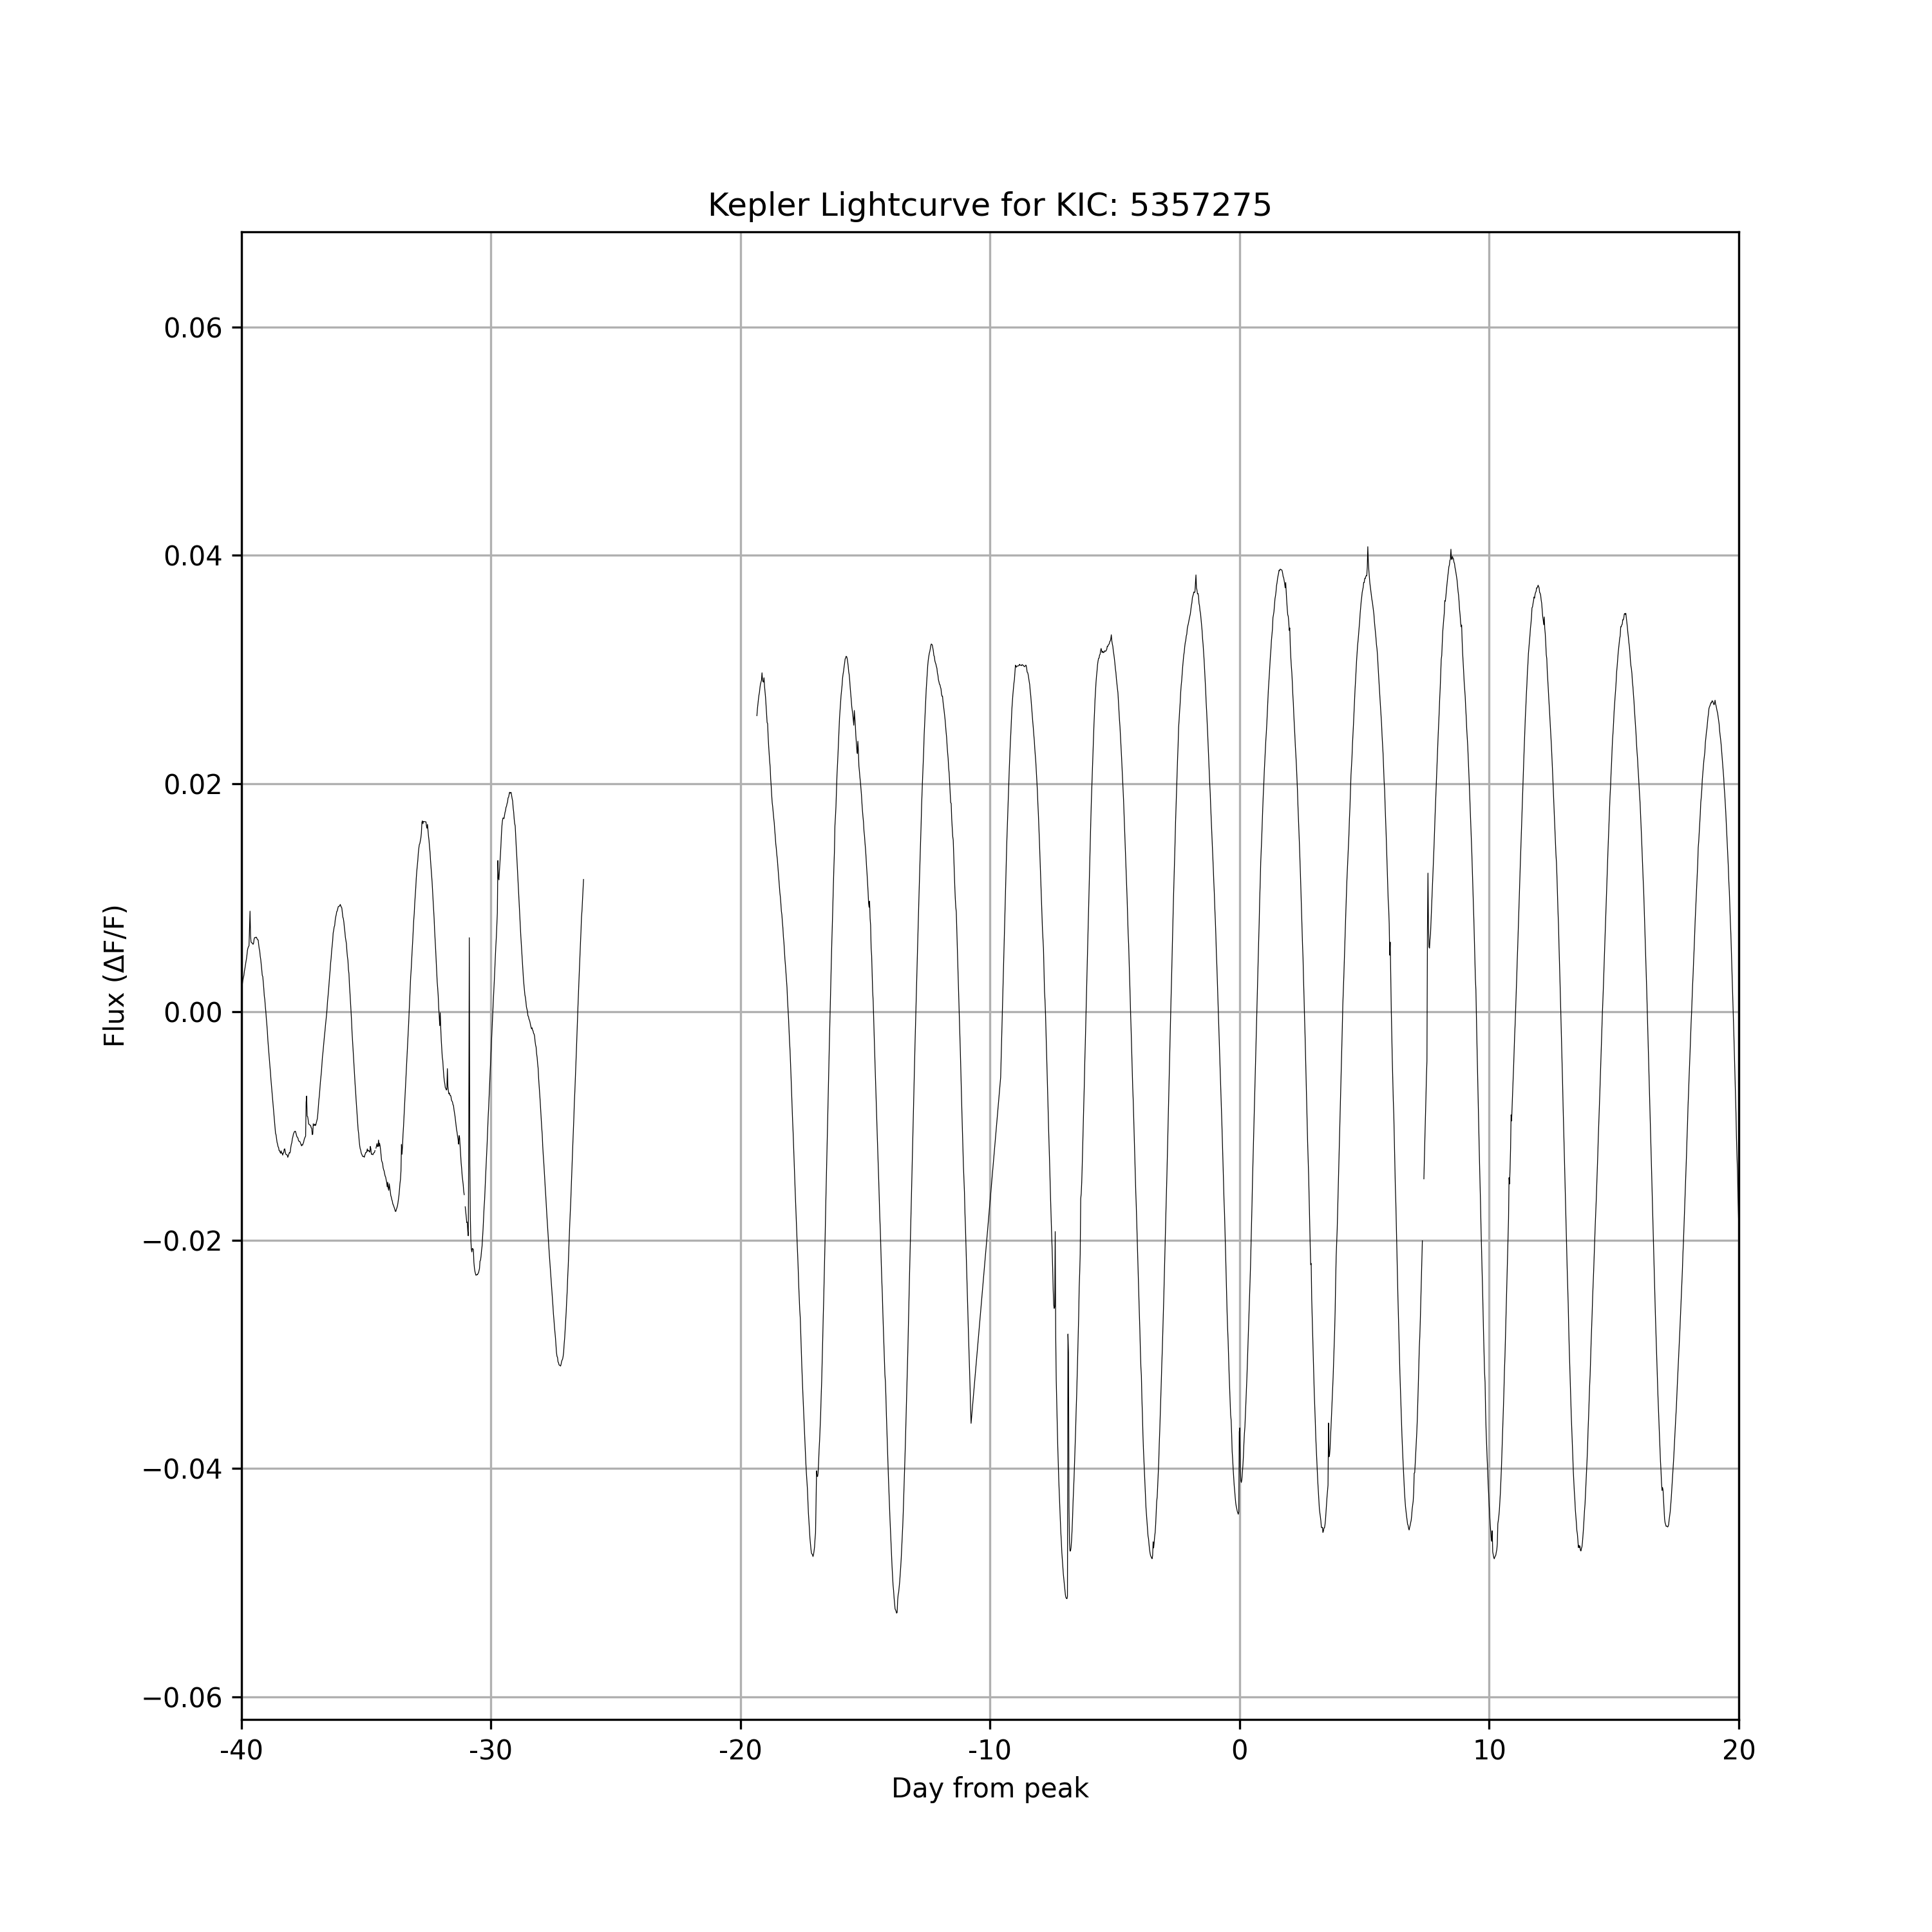 Kepler Lightcurve for KIC: 5357275
0.06
0.04
0.02
0.00
−0.02
−0.04
−0.06
Flux (ΔF/F)
-40 -30 -20 -10 0 10 20
Day from peak